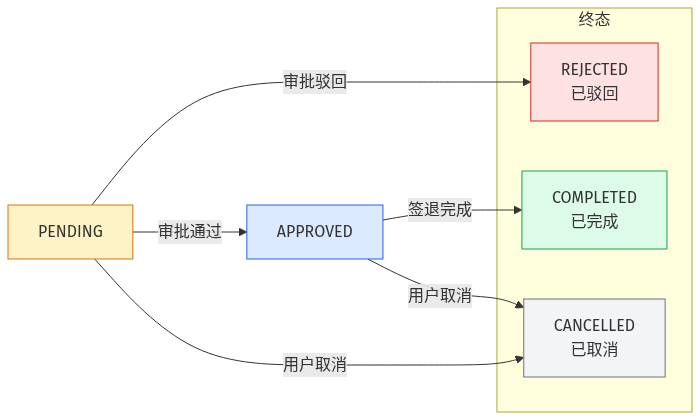 终态
REJECTED
已驳回
审批驳回
COMPLETED
已完成
签退完成
PENDING
审批通过
APPROVED
用户取消
CANCELLED
已取消
用户取消